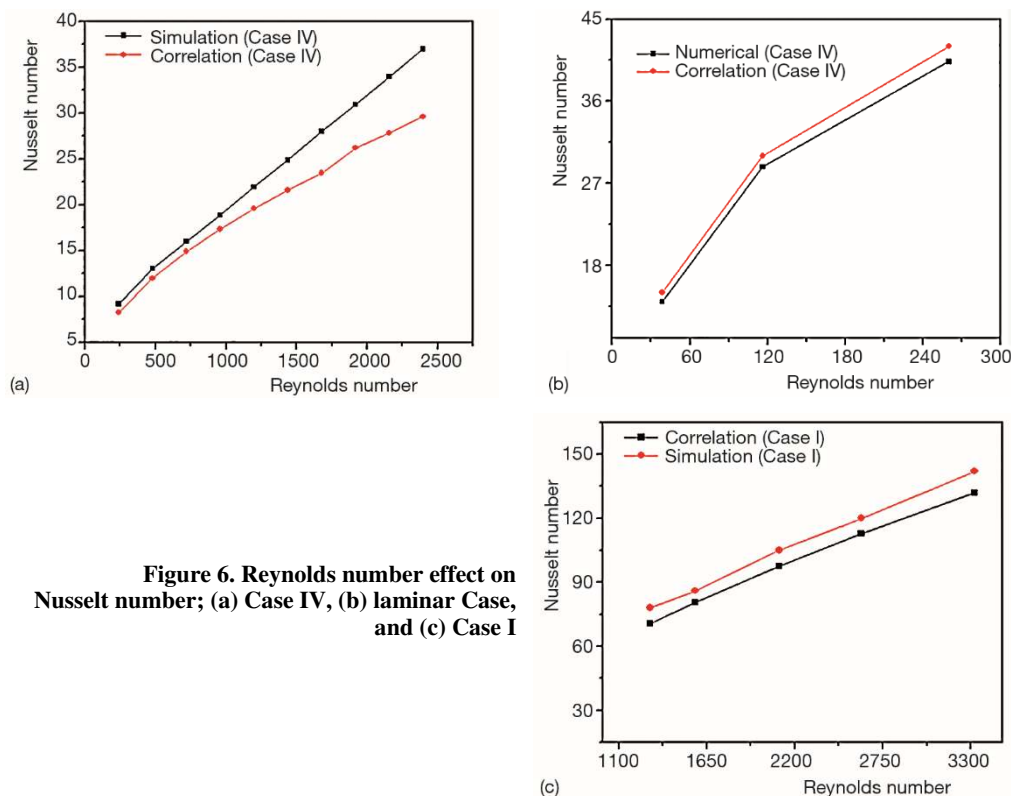 40
35
30
25
20
15
10
5
Nusselt number
Simulation (Case IV)
Correlation (Case IV)
0 500 1000 1500 2000 2500
Reynolds number
(a)
45
36
27
18
Nusselt number
Numerical (Case IV)
Correlation (Case IV)
0 60 120 180 240 300
Reynolds number
(b)
Figure 6. Reynolds number effect on
Nusselt number; (a) Case IV, (b) laminar Case,
and (c) Case I
150
120
90
60
30
Nusselt number
Correlation (Case I)
Simulation (Case I)
1100 1650 2200 2750 3300
Reynolds number
(c)